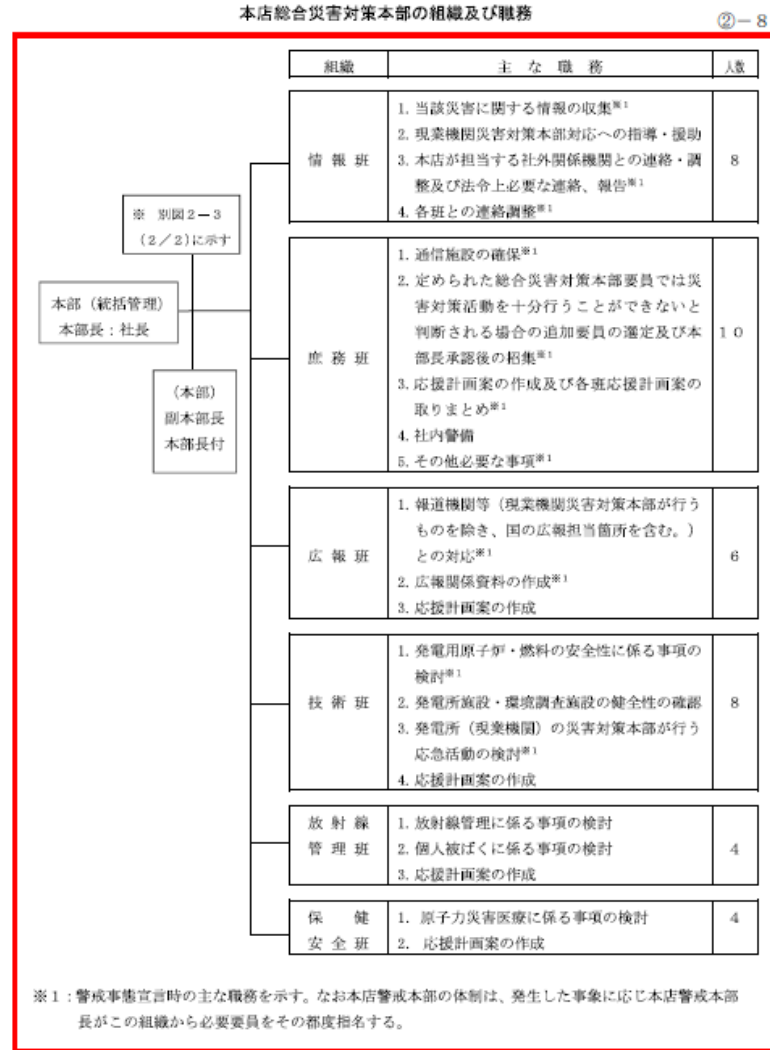 本店総合災害対策本部の組織及び職務
②－8
組織 主な職務 人数
※ 別図2－3
(2／2)に示す
本部（統括管理）
本部長：社長
（本部）
副本部長
本部長付
情報班
1. 当該災害に関する情報の収集※1
2. 現業機関災害対策本部対応への指導・援助
3. 本店が担当する社外関係機関との連絡・調
整及び法令上必要な連絡、報告※1
4. 各班との連絡調整※1
8
庶務班
1. 通信施設の確保※1
2. 定められた総合災害対策本部要員では災
害対策活動を十分行うことができないと
判断される場合の追加要員の選定及び本
部長承認後の招集※1
3. 応援計画案の作成及び各班応援計画案の
取りまとめ※1
4. 社内警備
5. その他必要な事項※1
10
広報班
1. 報道機関等（現業機関災害対策本部が行う
ものを除き、国の広報担当箇所を含む。）
との対応※1
2. 広報関係資料の作成※1
3. 応援計画案の作成
6
技術班
1. 発電用原子炉・燃料の安全性に係る事項の
検討※1
2. 発電所施設・環境調査施設の健全性の確認
3. 発電所（現業機関）の災害対策本部が行う
応急活動の検討※1
4. 応援計画案の作成
8
放射線
管理班
1. 放射線管理に係る事項の検討
2. 個人被ばくに係る事項の検討
3. 応援計画案の作成
4
保健
安全班
1. 原子力災害医療に係る事項の検討
2. 応援計画案の作成
4
※1：警戒事態宣言時の主な職務を示す。なお本店警戒本部の体制は、発生した事象に応じ本店警戒本部
長がこの組織から必要要員をその都度指名する。